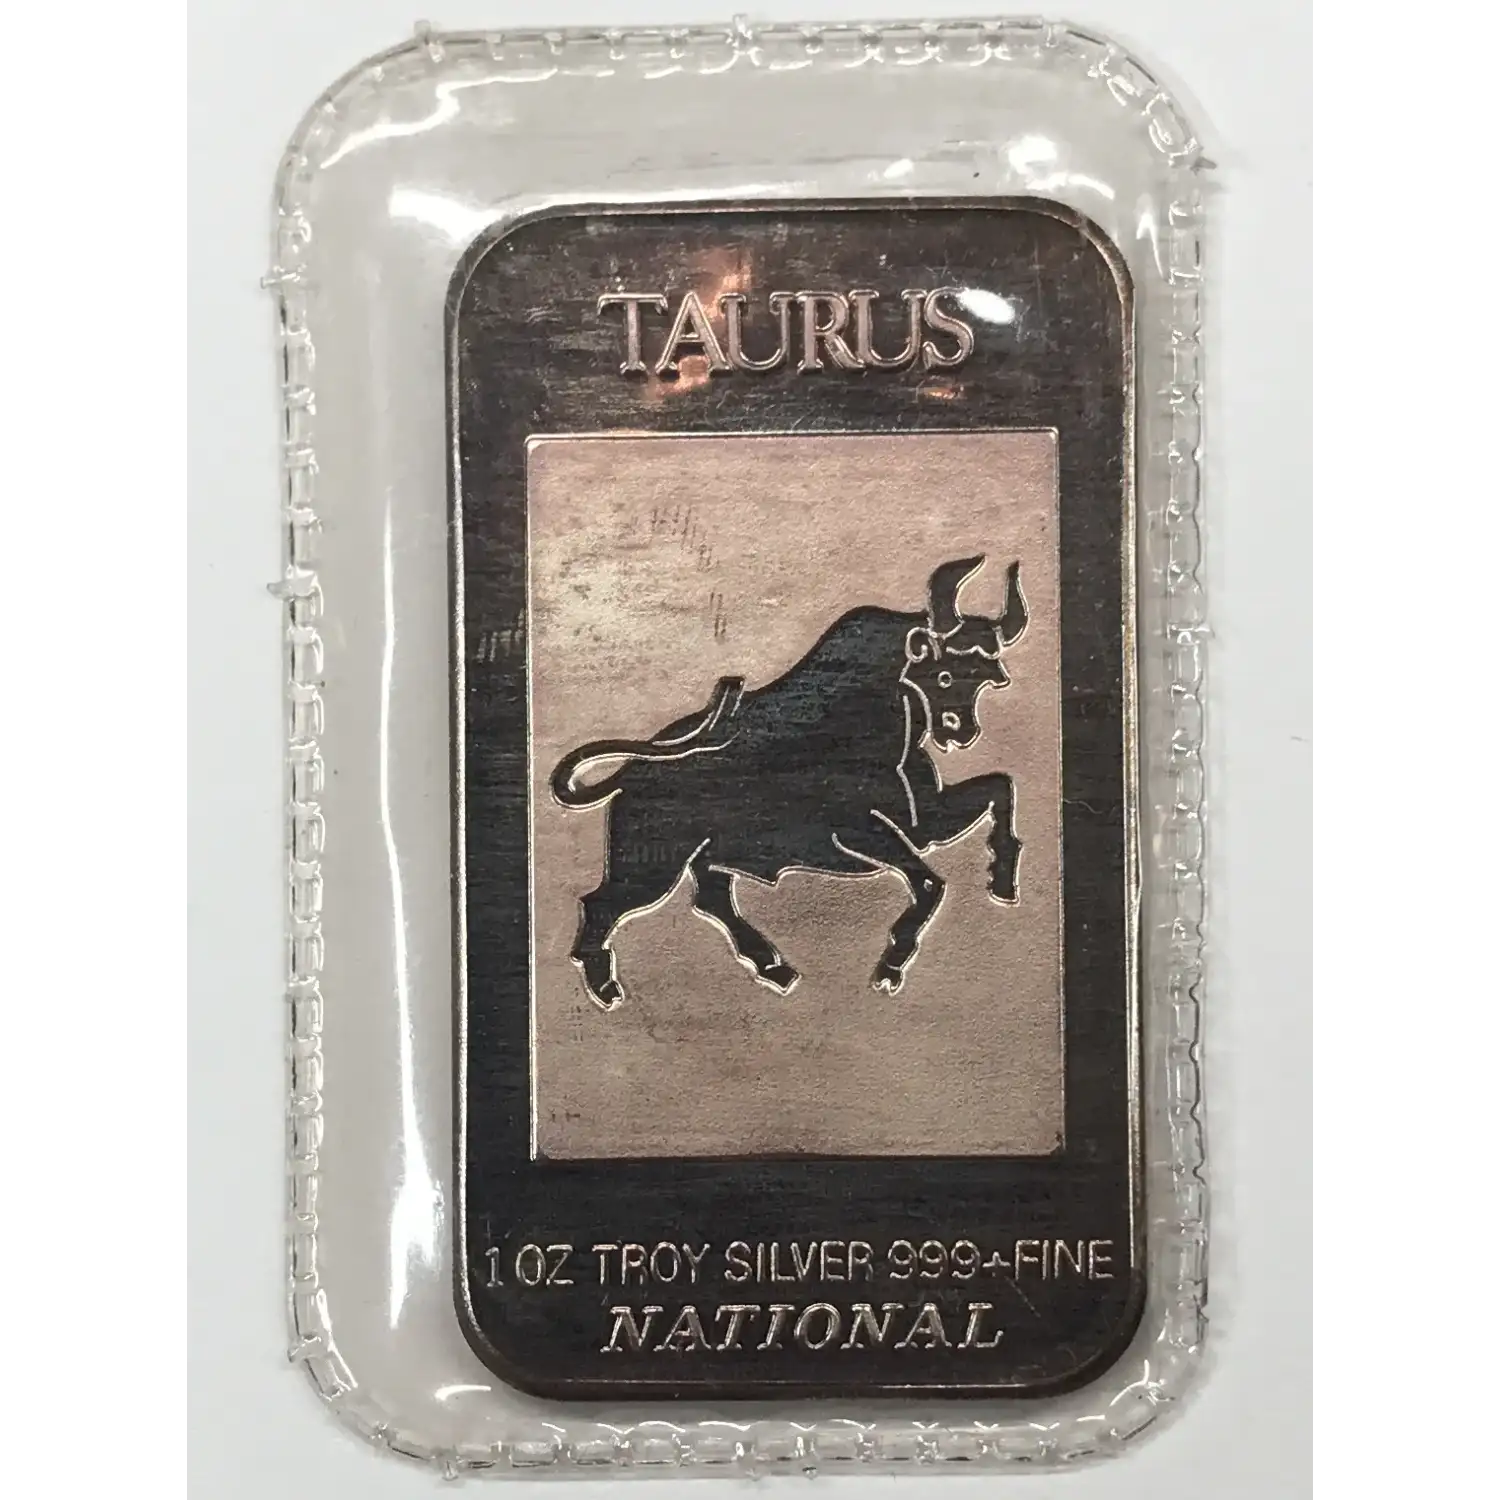 TAURUS
1 OZ TROY SILVER 999+FINE
NATIONAL